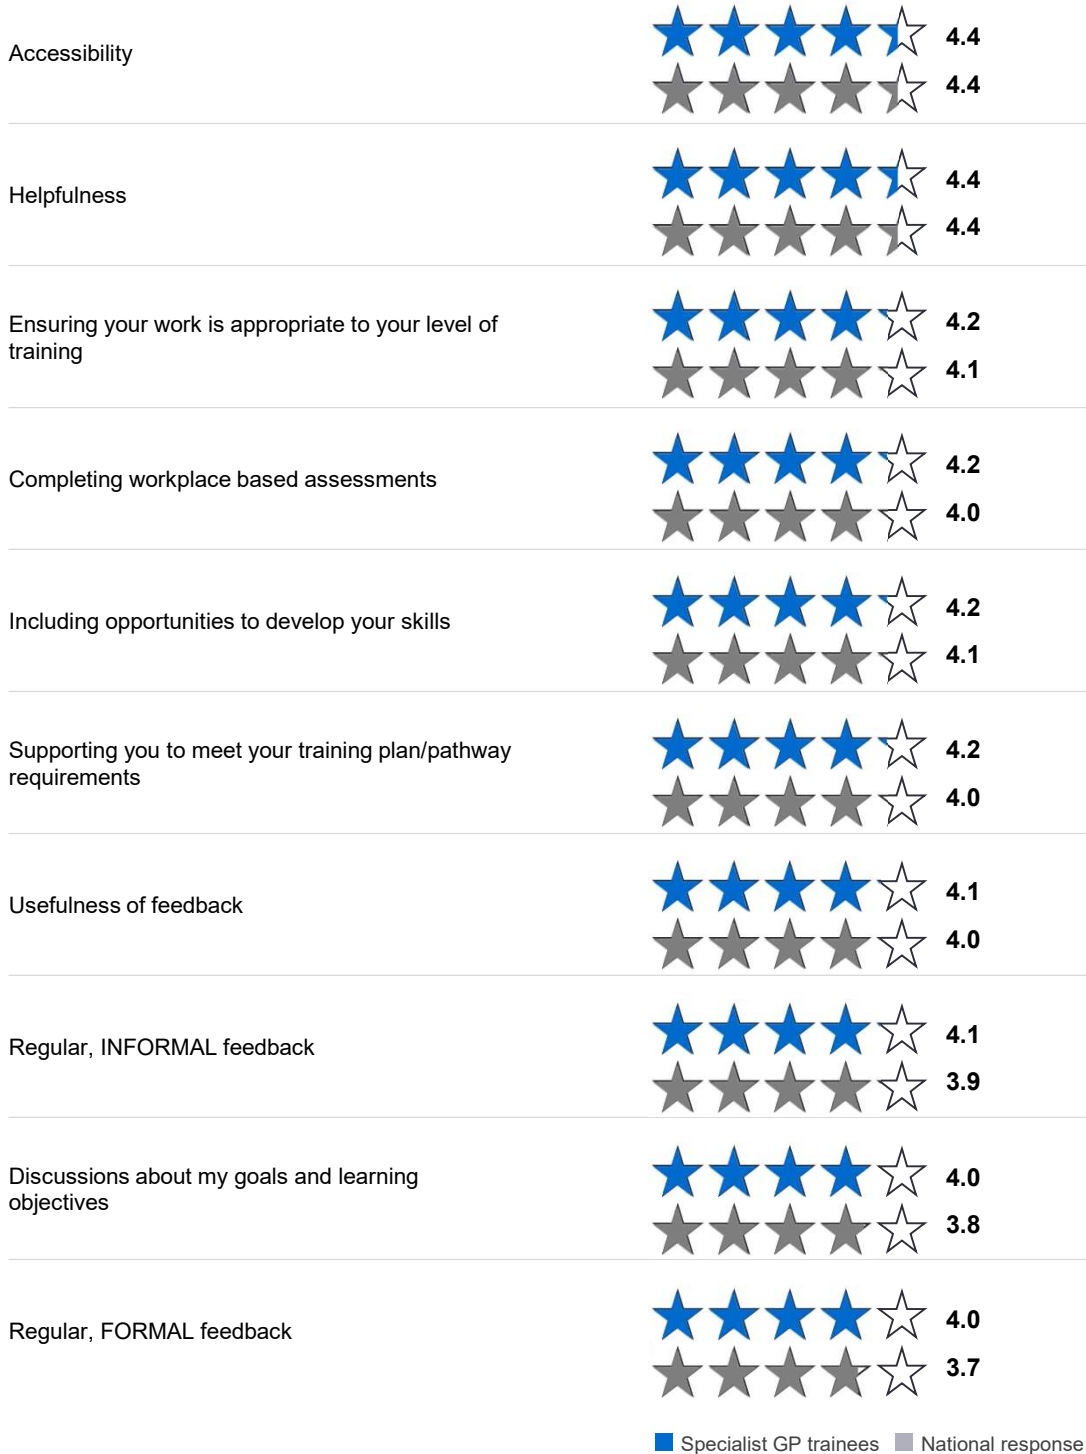 Accessibility
4.4
4.4
Helpfulness
4.4
4.4
Ensuring your work is appropriate to your level of
training
4.2
4.1
Completing workplace based assessments
4.2
4.0
Including opportunities to develop your skills
4.2
4.1
Supporting you to meet your training plan/pathway
requirements
4.2
4.0
Usefulness of feedback
4.1
4.0
Regular, INFORMAL feedback
4.1
3.9
Discussions about my goals and learning
objectives
4.0
3.8
Regular, FORMAL feedback
4.0
3.7
Specialist GP trainees National response